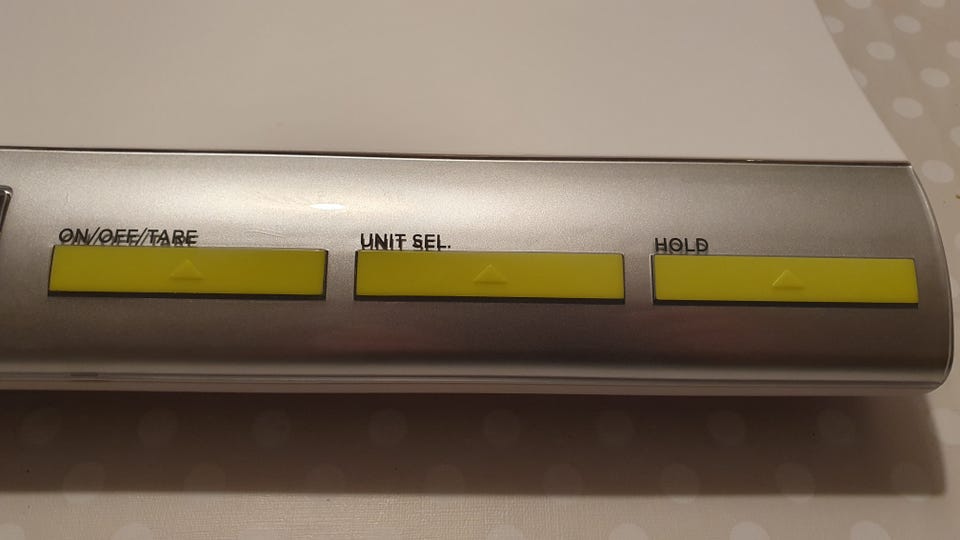 ON/OFF/TARE
UNIT SEL.
HOLD